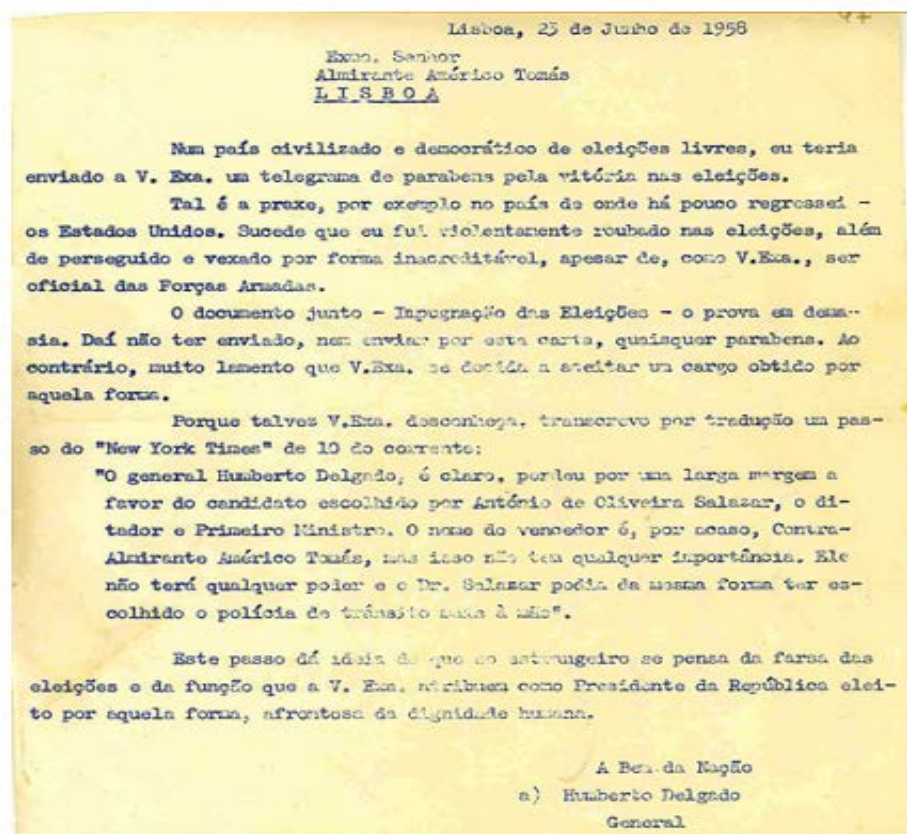 47
Lisboa, 23 de Junho de 1958
Exmo. Senhor
Almirante Américo Tomás
L I S B O A
Num país civilizado e democrático de eleições livres, eu teria
enviado a V. Exa. um telegrama de parabens pela vitória nas eleições.
Tal é a praxe, por exemplo no país de onde há pouco regressei -
os Estados Unidos. Sucede que eu fui violentamente roubado nas eleições, além
de perseguido e vexado por forma inacreditável, apesar de, como V.Exa., ser
oficial das Forças Armadas.
O documento junto - Impugnação das Eleições - o prova em dema-
sia. Daí não ter enviado, nem enviar por esta carta, quaisquer parabens. Ao
contrário, muito lamento que V.Exa. se decida a aceitar um cargo obtido por
aquela forma.
Porque talvez V.Exa. desconheça, transcrevo por tradução um pas-
so do "New York Times" de 10 do corrente:
"O general Humberto Delgado, é claro, perdeu por uma larga margem a
favor do candidato escolhido por António de Oliveira Salazar, o di-
tador e Primeiro Ministro. O nome do vencedor é, por acaso, Contra-
Almirante Américo Tomás, mas isso não tem qualquer importância. Ele
não terá qualquer poder e o Dr. Salazar podia da mesma forma ter es-
colhido o polícia de trânsito mais à mão".
Este passo dá ideia do que no estrangeiro se pensa da farsa das
eleições e da função que a V. Exa. atribuem como Presidente da República elei-
to por aquela forma, afrontosa da dignidade humana.
A Bem da Nação
a) Humberto Delgado
General